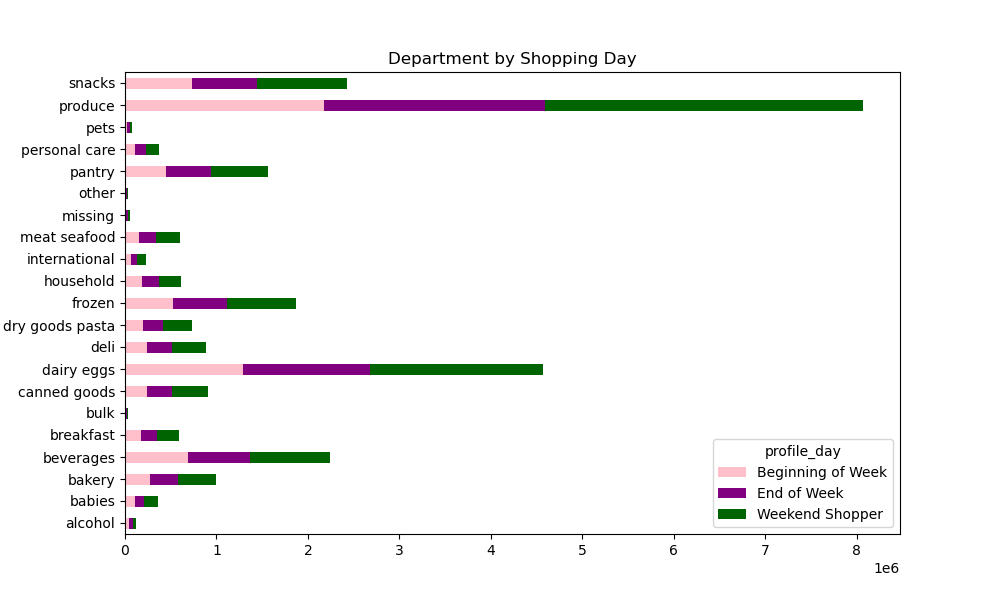 Department by Shopping Day
snacks
produce
pets
personal care
pantry
other
missing
meat seafood
international
household
frozen
dry goods pasta
deli
dairy eggs
canned goods
bulk
breakfast
beverages
bakery
babies
alcohol
profile_day
Beginning of Week
End of Week
Weekend Shopper
0 1 2 3 4 5 6 7 8
1e6